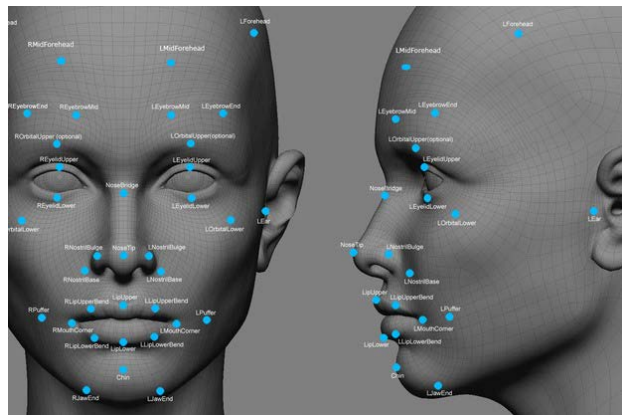 rehead
LForehead
RMidForehead
LMidForehead
REyebrowEnd
REyebrowMid
LEyebrowMid
LEyebrowEnd
ROrbitalUpper (optional)
LOrbitalUpper(optional)
REyelidUpper
LEyelidUpper
NoseBridge
REyelidLower
LEyelidLower
OrbitalLower
LOrbitalLower
LEar
RNostrilBulge
NoseTip
LNostrilBulge
RNostrilBase
LNostrilBase
LipUpper
RLipUpperBend
LLipUpperBend
RPuffer
LPuffer
RMouthCorner
LMouthCorner
RLipLowerBend
LipLower
LLipLowerBend
Chin
RJawEnd
LJawEnd
LForehead
LMidForehead
LEyebrowMid
LEyebrowEnd
LOrbitalUpper(optional)
LEyelidUpper
NoseBridge
LEyelidLower
LOrbitalLower
LEar
NoseTip
LNostrilBulge
LNostrilBase
LipUpper
LLipUpperBend
LPuffer
LMouthCorner
LipLower
LLipLowerBend
Chin
LJawEnd